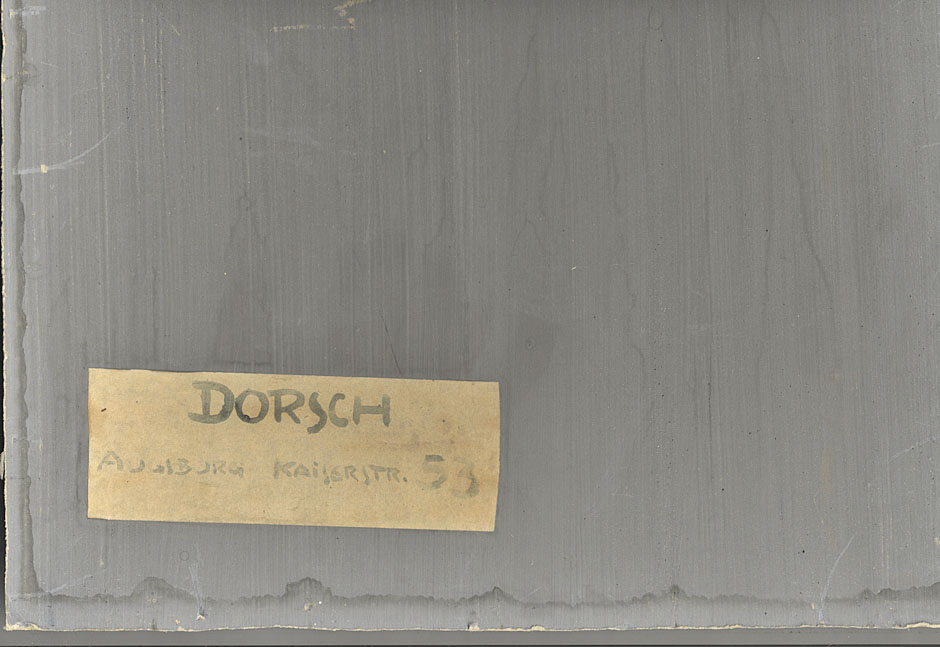 DORSCH
AUGSBURG KAISERSTR. 53